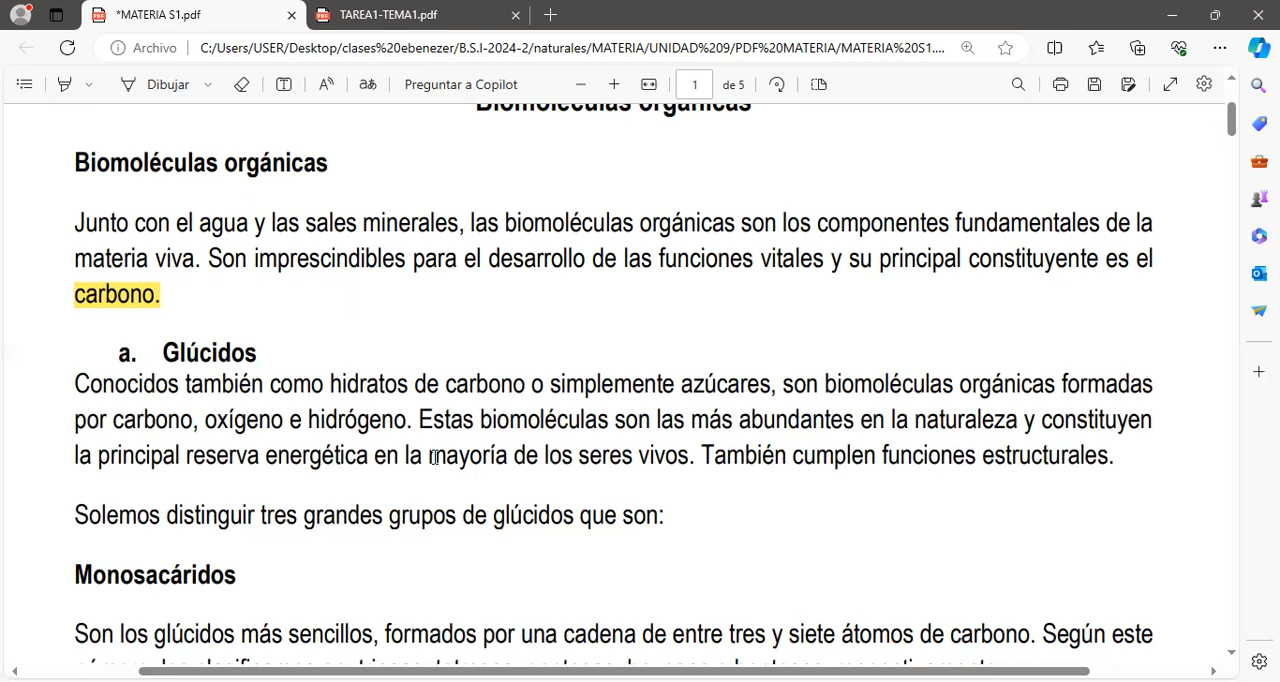 *MATERIA S1.pdf
TAREA1-TEMA1.pdf
Archivo
C:/Users/USER/Desktop/clases%20ebenezer/B.S.I-2024-2/naturales/MATERIA/UNIDAD%209/PDF%20MATERIA/MATERIA%20S1....
Dibujar
aあ
Preguntar a Copilot
1
de 5
Biomoléculas orgánicas
Biomoléculas orgánicas
Junto con el agua y las sales minerales, las biomoléculas orgánicas son los componentes fundamentales de la
materia viva. Son imprescindibles para el desarrollo de las funciones vitales y su principal constituyente es el
carbono.
a. Glúcidos
Conocidos también como hidratos de carbono o simplemente azúcares, son biomoléculas orgánicas formadas
por carbono, oxígeno e hidrógeno. Estas biomoléculas son las más abundantes en la naturaleza y constituyen
la principal reserva energética en la mayoría de los seres vivos. También cumplen funciones estructurales.
Solemos distinguir tres grandes grupos de glúcidos que son:
Monosacáridos
Son los glúcidos más sencillos, formados por una cadena de entre tres y siete átomos de carbono. Según este